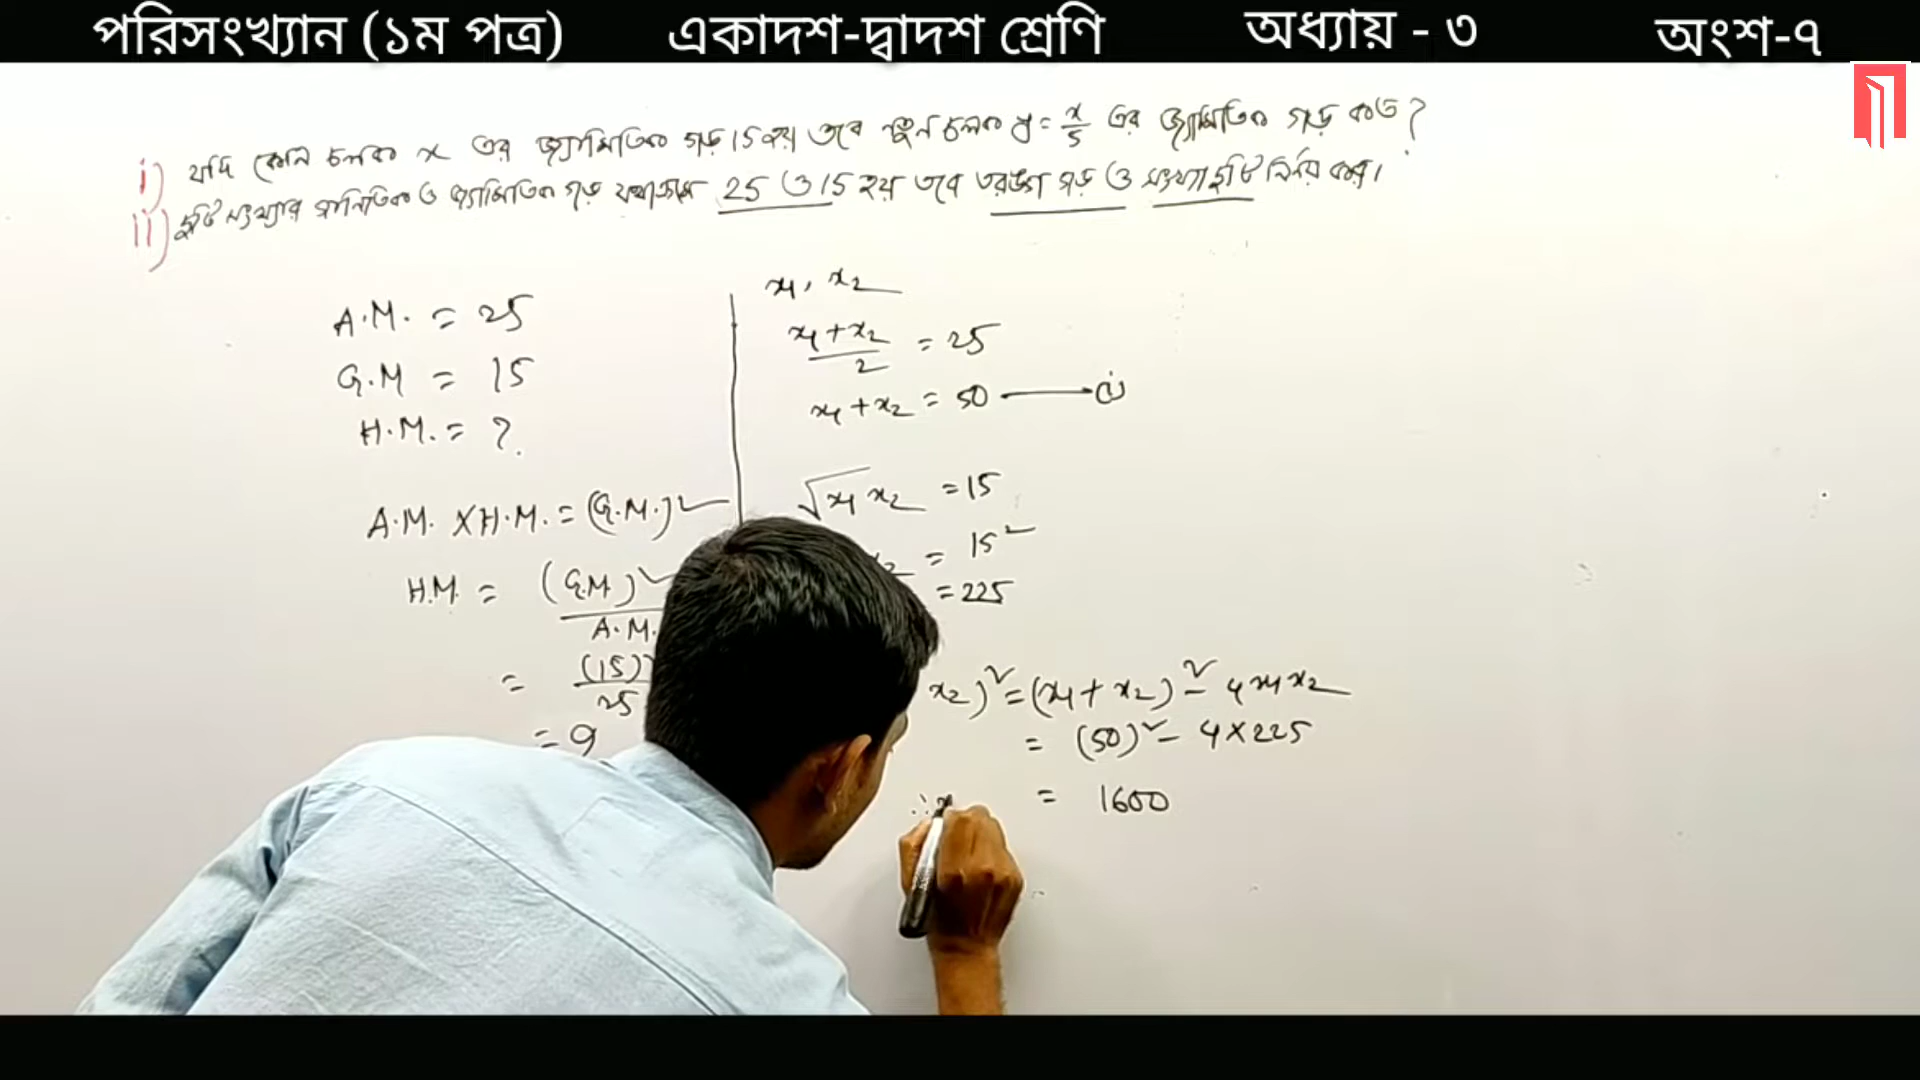 পরিসংখ্যান (১ম পত্র) একাদশ-দ্বাদশ শ্রেণি অধ্যায় - ৩ অংশ-৭
i) যদি কোন চলক x এর জ্যামিতিক গড় 15 হয় তবে নতুন চলক y = x/5 এর জ্যামিতিক গড় কত?
ii) দুটি সংখ্যার গানিতিক ও জ্যামিতিক গড় যথাক্রমে 25 ও 15 হয় তবে তরঙ্গ গড় ও সংখ্যা দুটি নির্নয় কর।
A.M. = 25
G.M = 15
H.M. = ?
A.M. X H.M. = (G.M.)²
H.M. = (G.M)² / A.M.
= (15)² / 25
= 9
x₁, x₂
x₁ + x₂ / 2 = 25
x₁ + x₂ = 50 → (i)
√x₁ x₂ = 15
= 15²
= 225
x₂)² = (x₁ + x₂)² - 4x₁x₂
= (50)² - 4 X 225
= 1600
∴ x